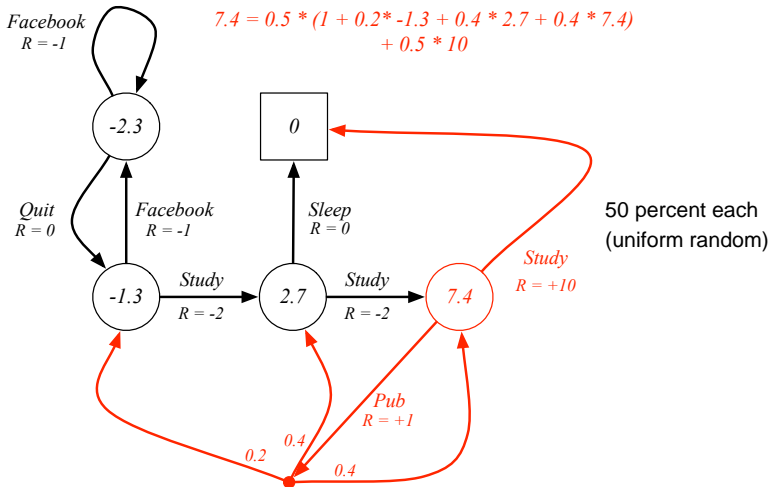 Facebook
R = -1
7.4 = 0.5 * (1 + 0.2* -1.3 + 0.4 * 2.7 + 0.4 * 7.4)
+ 0.5 * 10
-2.3
0
Quit
R = 0
Facebook
R = -1
Sleep
R = 0
50 percent each
(uniform random)
Study
R = +10
-1.3
Study
R = -2
2.7
Study
R = -2
7.4
Pub
R = +1
0.2
0.4
0.4